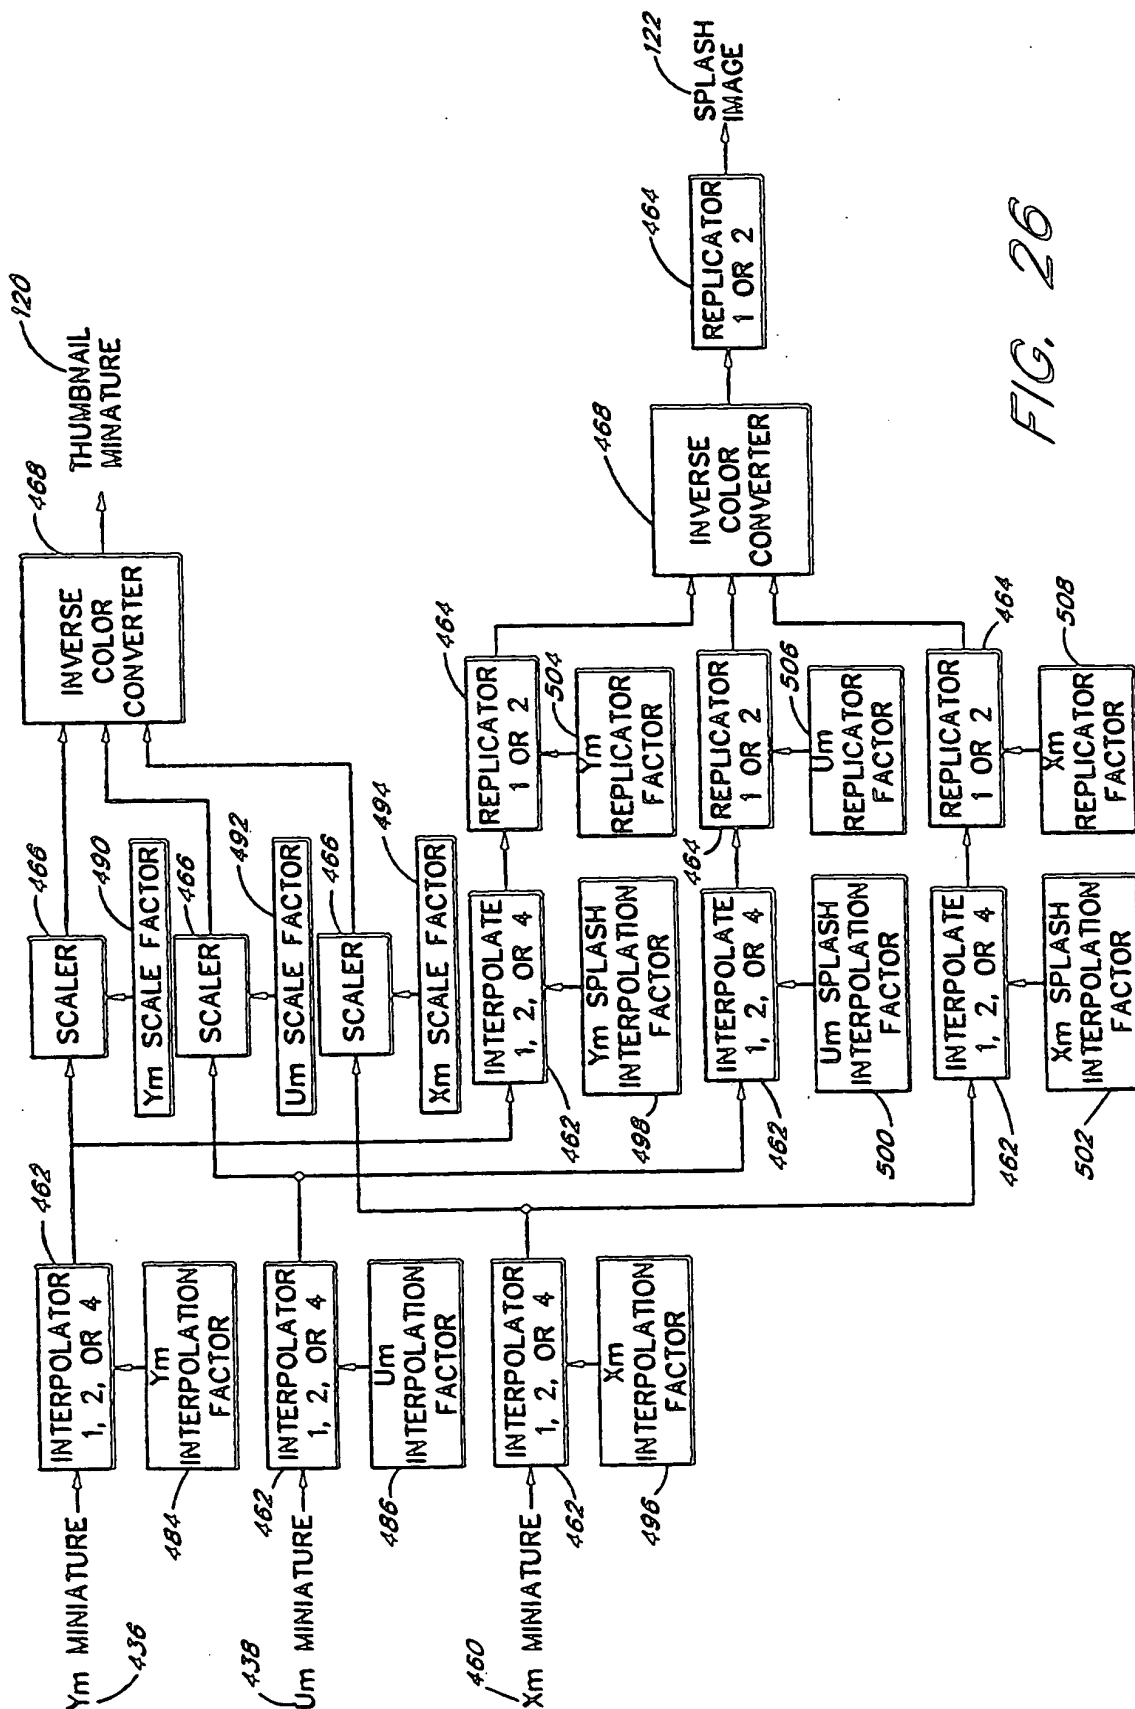 Ym MINIATURE
436
INTERPOLATOR
1, 2, OR 4
462
Ym
INTERPOLATION
FACTOR
484
Um MINIATURE
438
INTERPOLATOR
1, 2, OR 4
462
Um
INTERPOLATION
FACTOR
486
Xm MINIATURE
460
INTERPOLATOR
1, 2, OR 4
462
Xm
INTERPOLATION
FACTOR
496
SCALER
466
Ym SCALE FACTOR
490
SCALER
466
Um SCALE FACTOR
492
SCALER
466
Xm SCALE FACTOR
494
INVERSE
COLOR
CONVERTER
468
THUMBNAIL
MINATURE
120
INTERPOLATE
1, 2, OR 4
462
Ym SPLASH
INTERPOLATION
FACTOR
498
REPLICATOR
1 OR 2
464
Ym
REPLICATOR
FACTOR
504
INTERPOLATE
1, 2, OR 4
462
Um SPLASH
INTERPOLATION
FACTOR
500
REPLICATOR
1 OR 2
464
Um
REPLICATOR
FACTOR
506
INTERPOLATE
1, 2, OR 4
462
Xm SPLASH
INTERPOLATION
FACTOR
502
REPLICATOR
1 OR 2
464
Xm
REPLICATOR
FACTOR
508
INVERSE
COLOR
CONVERTER
468
REPLICATOR
1 OR 2
464
SPLASH
IMAGE
122
FIG. 26